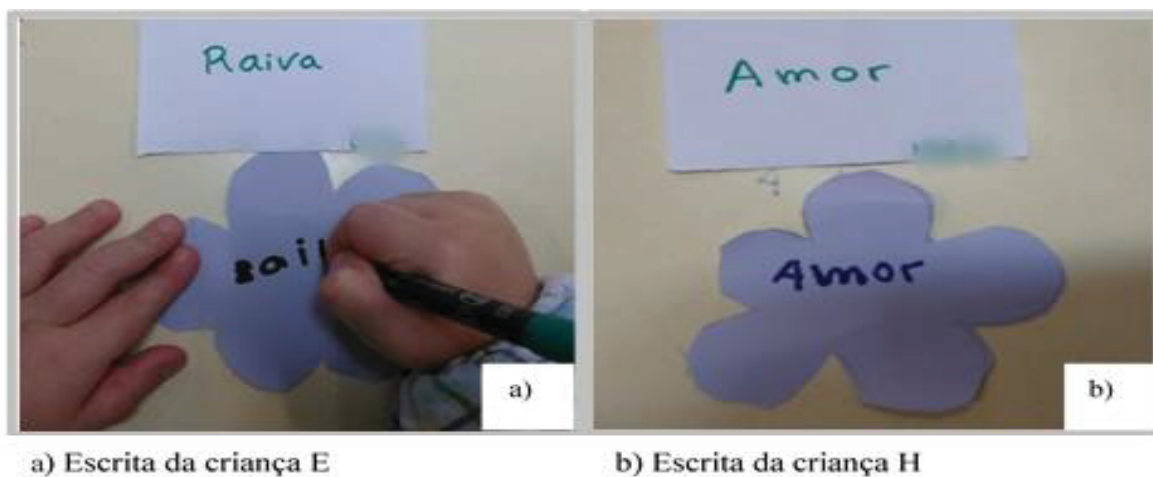 Raiva
Amor
Amor
a)
b)
a) Escrita da criança E
b) Escrita da criança H